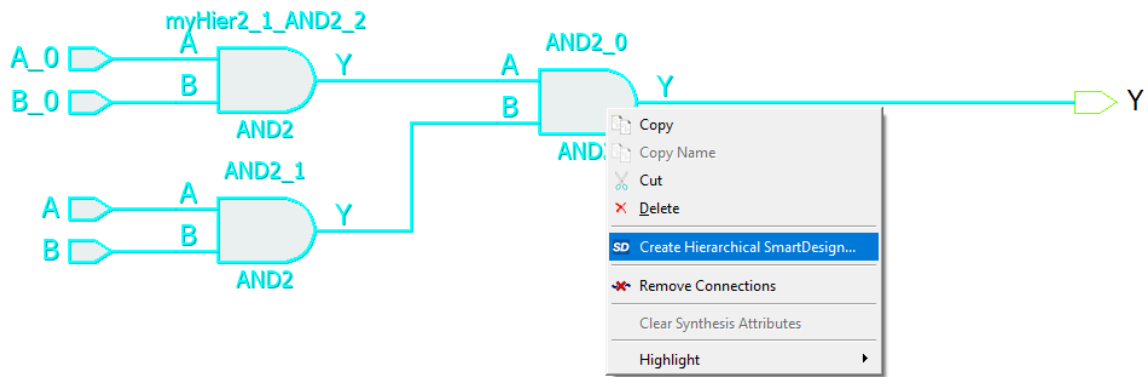 myHier2_1_AND2_2
A_0
A
Y
B_0
B
AND2
AND2_0
A
Y
B
Y
AND2_1
A
A
Y
B
B
AND2
Copy
Copy Name
Cut
Delete
SD Create Hierarchical SmartDesign...
Remove Connections
Clear Synthesis Attributes
Highlight